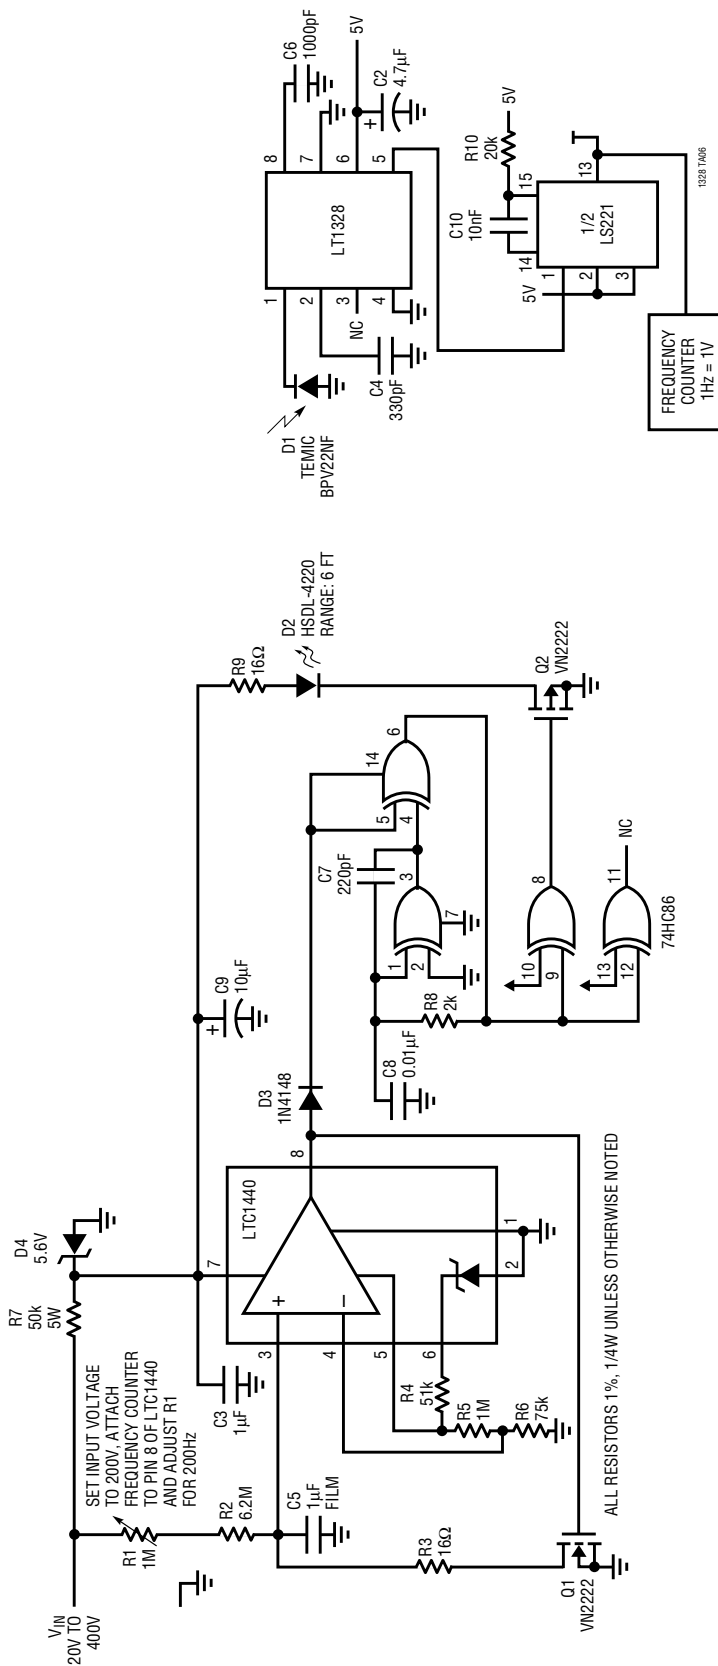 VIN
20V TO
400V
SET INPUT VOLTAGE
TO 200V, ATTACH
FREQUENCY COUNTER
TO PIN 8 OF LTC1440
AND ADJUST R1
FOR 200Hz
R1
1M
R2
6.2M
C5
1µF
FILM
R3
16Ω
Q1
VN2222
R7
50k
5W
D4
5.6V
C3
1µF
7
LTC1440
3
+
4
–
5
6
8
1
2
R4
51k
R5
1M
R6
75k
ALL RESISTORS 1%, 1/4W UNLESS OTHERWISE NOTED
D3
1N4148
+
C9
10µF
C8
0.01µF
R8
2k
C7
220pF
1
2
3
7
5
4
14
6
10
9
8
13
12
11
NC
74HC86
R9
16Ω
D2
HSDL-4220
RANGE: 6 FT
Q2
VN2222
D1
TEMIC
BPV22NF
C4
330pF
1
2
3
4
NC
LT1328
8
7
6
5
C6
1000pF
5V
+
C2
4.7µF
R10
20k
5V
C10
10nF
14
15
5V
1
2
3
1/2
LS221
13
FREQUENCY
COUNTER
1Hz = 1V
1328 TA06